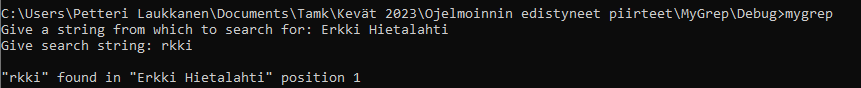 C:\Users\Petteri Laukkanen\Documents\Tamk\Kevät 2023\Ojelmoinnin edistyneet piirteet\MyGrep\Debug>mygrep
Give a string from which to search for: Erkki Hietalahti
Give search string: rkki
"rkki" found in "Erkki Hietalahti" position 1